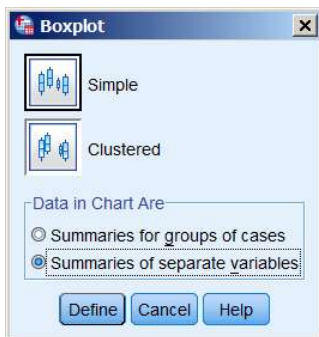 Boxplot
Simple
Clustered
Data in Chart Are
Summaries for groups of cases
Summaries of separate variables
Define Cancel Help